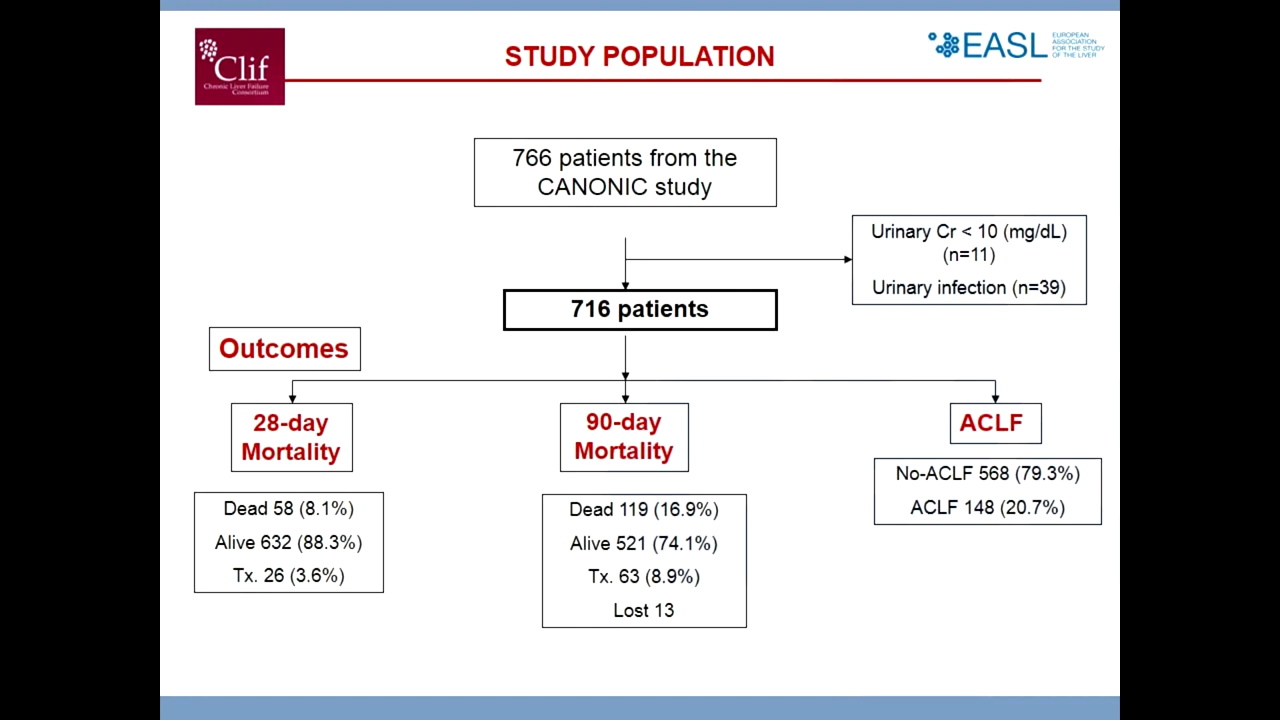 Clif
Chronic Liver Failure
Consortium
STUDY POPULATION
EASL
EUROPEAN
ASSOCIATION
FOR THE STUDY
OF THE LIVER
766 patients from the
CANONIC study
Urinary Cr < 10 (mg/dL)
(n=11)
Urinary infection (n=39)
716 patients
Outcomes
28-day
Mortality
Dead 58 (8.1%)
Alive 632 (88.3%)
Tx. 26 (3.6%)
90-day
Mortality
Dead 119 (16.9%)
Alive 521 (74.1%)
Tx. 63 (8.9%)
Lost 13
ACLF
No-ACLF 568 (79.3%)
ACLF 148 (20.7%)